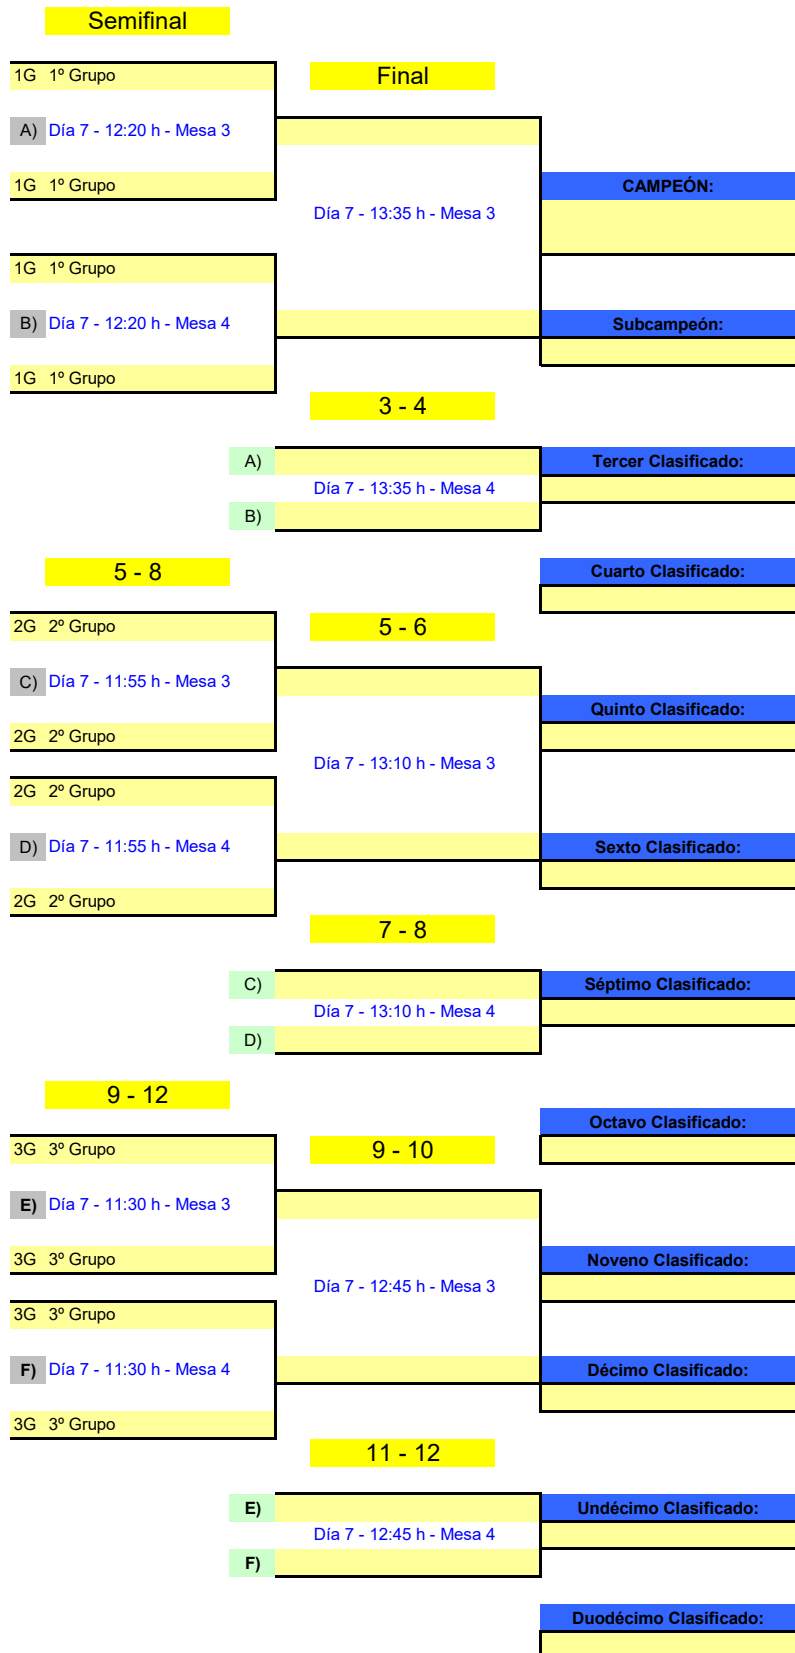 Semifinal
1G 1º Grupo
Final
A) Día 7 - 12:20 h - Mesa 3
1G 1º Grupo
CAMPEÓN:
Día 7 - 13:35 h - Mesa 3
1G 1º Grupo
B) Día 7 - 12:20 h - Mesa 4
Subcampeón:
1G 1º Grupo
3 - 4
A)
Tercer Clasificado:
Día 7 - 13:35 h - Mesa 4
B)
5 - 8
Cuarto Clasificado:
2G 2º Grupo
5 - 6
C) Día 7 - 11:55 h - Mesa 3
Quinto Clasificado:
2G 2º Grupo
Día 7 - 13:10 h - Mesa 3
2G 2º Grupo
D) Día 7 - 11:55 h - Mesa 4
Sexto Clasificado:
2G 2º Grupo
7 - 8
C)
Séptimo Clasificado:
Día 7 - 13:10 h - Mesa 4
D)
9 - 12
Octavo Clasificado:
3G 3º Grupo
9 - 10
E) Día 7 - 11:30 h - Mesa 3
3G 3º Grupo
Noveno Clasificado:
Día 7 - 12:45 h - Mesa 3
3G 3º Grupo
F) Día 7 - 11:30 h - Mesa 4
Décimo Clasificado:
3G 3º Grupo
11 - 12
E)
Undécimo Clasificado:
Día 7 - 12:45 h - Mesa 4
F)
Duodécimo Clasificado: